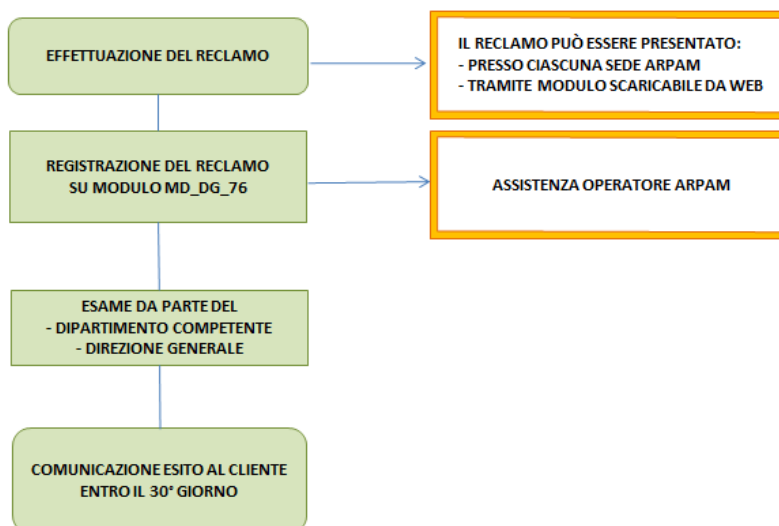 EFFETTUAZIONE DEL RECLAMO
IL RECLAMO PUÒ ESSERE PRESENTATO:
- PRESSO CIASCUNA SEDE ARPAM
- TRAMITE MODULO SCARICABILE DA WEB
REGISTRAZIONE DEL RECLAMO
SU MODULO MD_DG_76
ASSISTENZA OPERATORE ARPAM
ESAME DA PARTE DEL
- DIPARTIMENTO COMPETENTE
- DIREZIONE GENERALE
COMUNICAZIONE ESITO AL CLIENTE
ENTRO IL 30° GIORNO